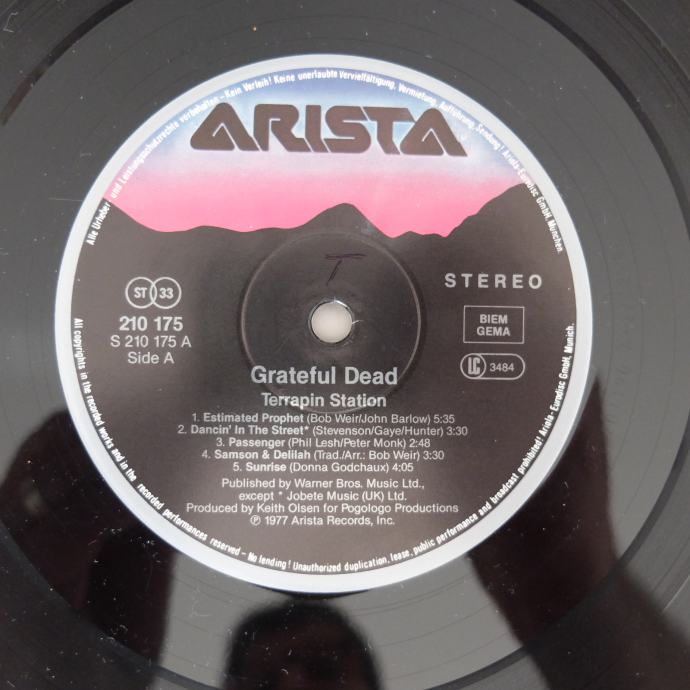 Alle Urheber- und Leistungsschutzrechte vorbehalten – Kein Verleih! Keine unerlaubte Vervielfältigung, Vermietung, Aufführung, Sendung! Ariola-Eurodisc GmbH, München.
ARISTA
T
STEREO
ST 33
210 175
S 210 175 A
Side A
BIEM
GEMA
LC 3484
Grateful Dead
Terrapin Station
1. Estimated Prophet (Bob Weir/John Barlow) 5:35
2. Dancin' In The Street* (Stevenson/Gaye/Hunter) 3:30
3. Passenger (Phil Lesh/Peter Monk) 2:48
4. Samson & Delilah (Trad./Arr.: Bob Weir) 3:30
5. Sunrise (Donna Godchaux) 4:05
Published by Warner Bros. Music Ltd.,
except * Jobete Music (UK) Ltd.
Produced by Keith Olsen for Pogologo Productions
℗ 1977 Arista Records, Inc.
All copyrights in the recorded works and in the recorded performances reserved – No lending! Unauthorized duplication, lease, public performance and broadcast prohibited! Ariola-Eurodisc GmbH, Munich.